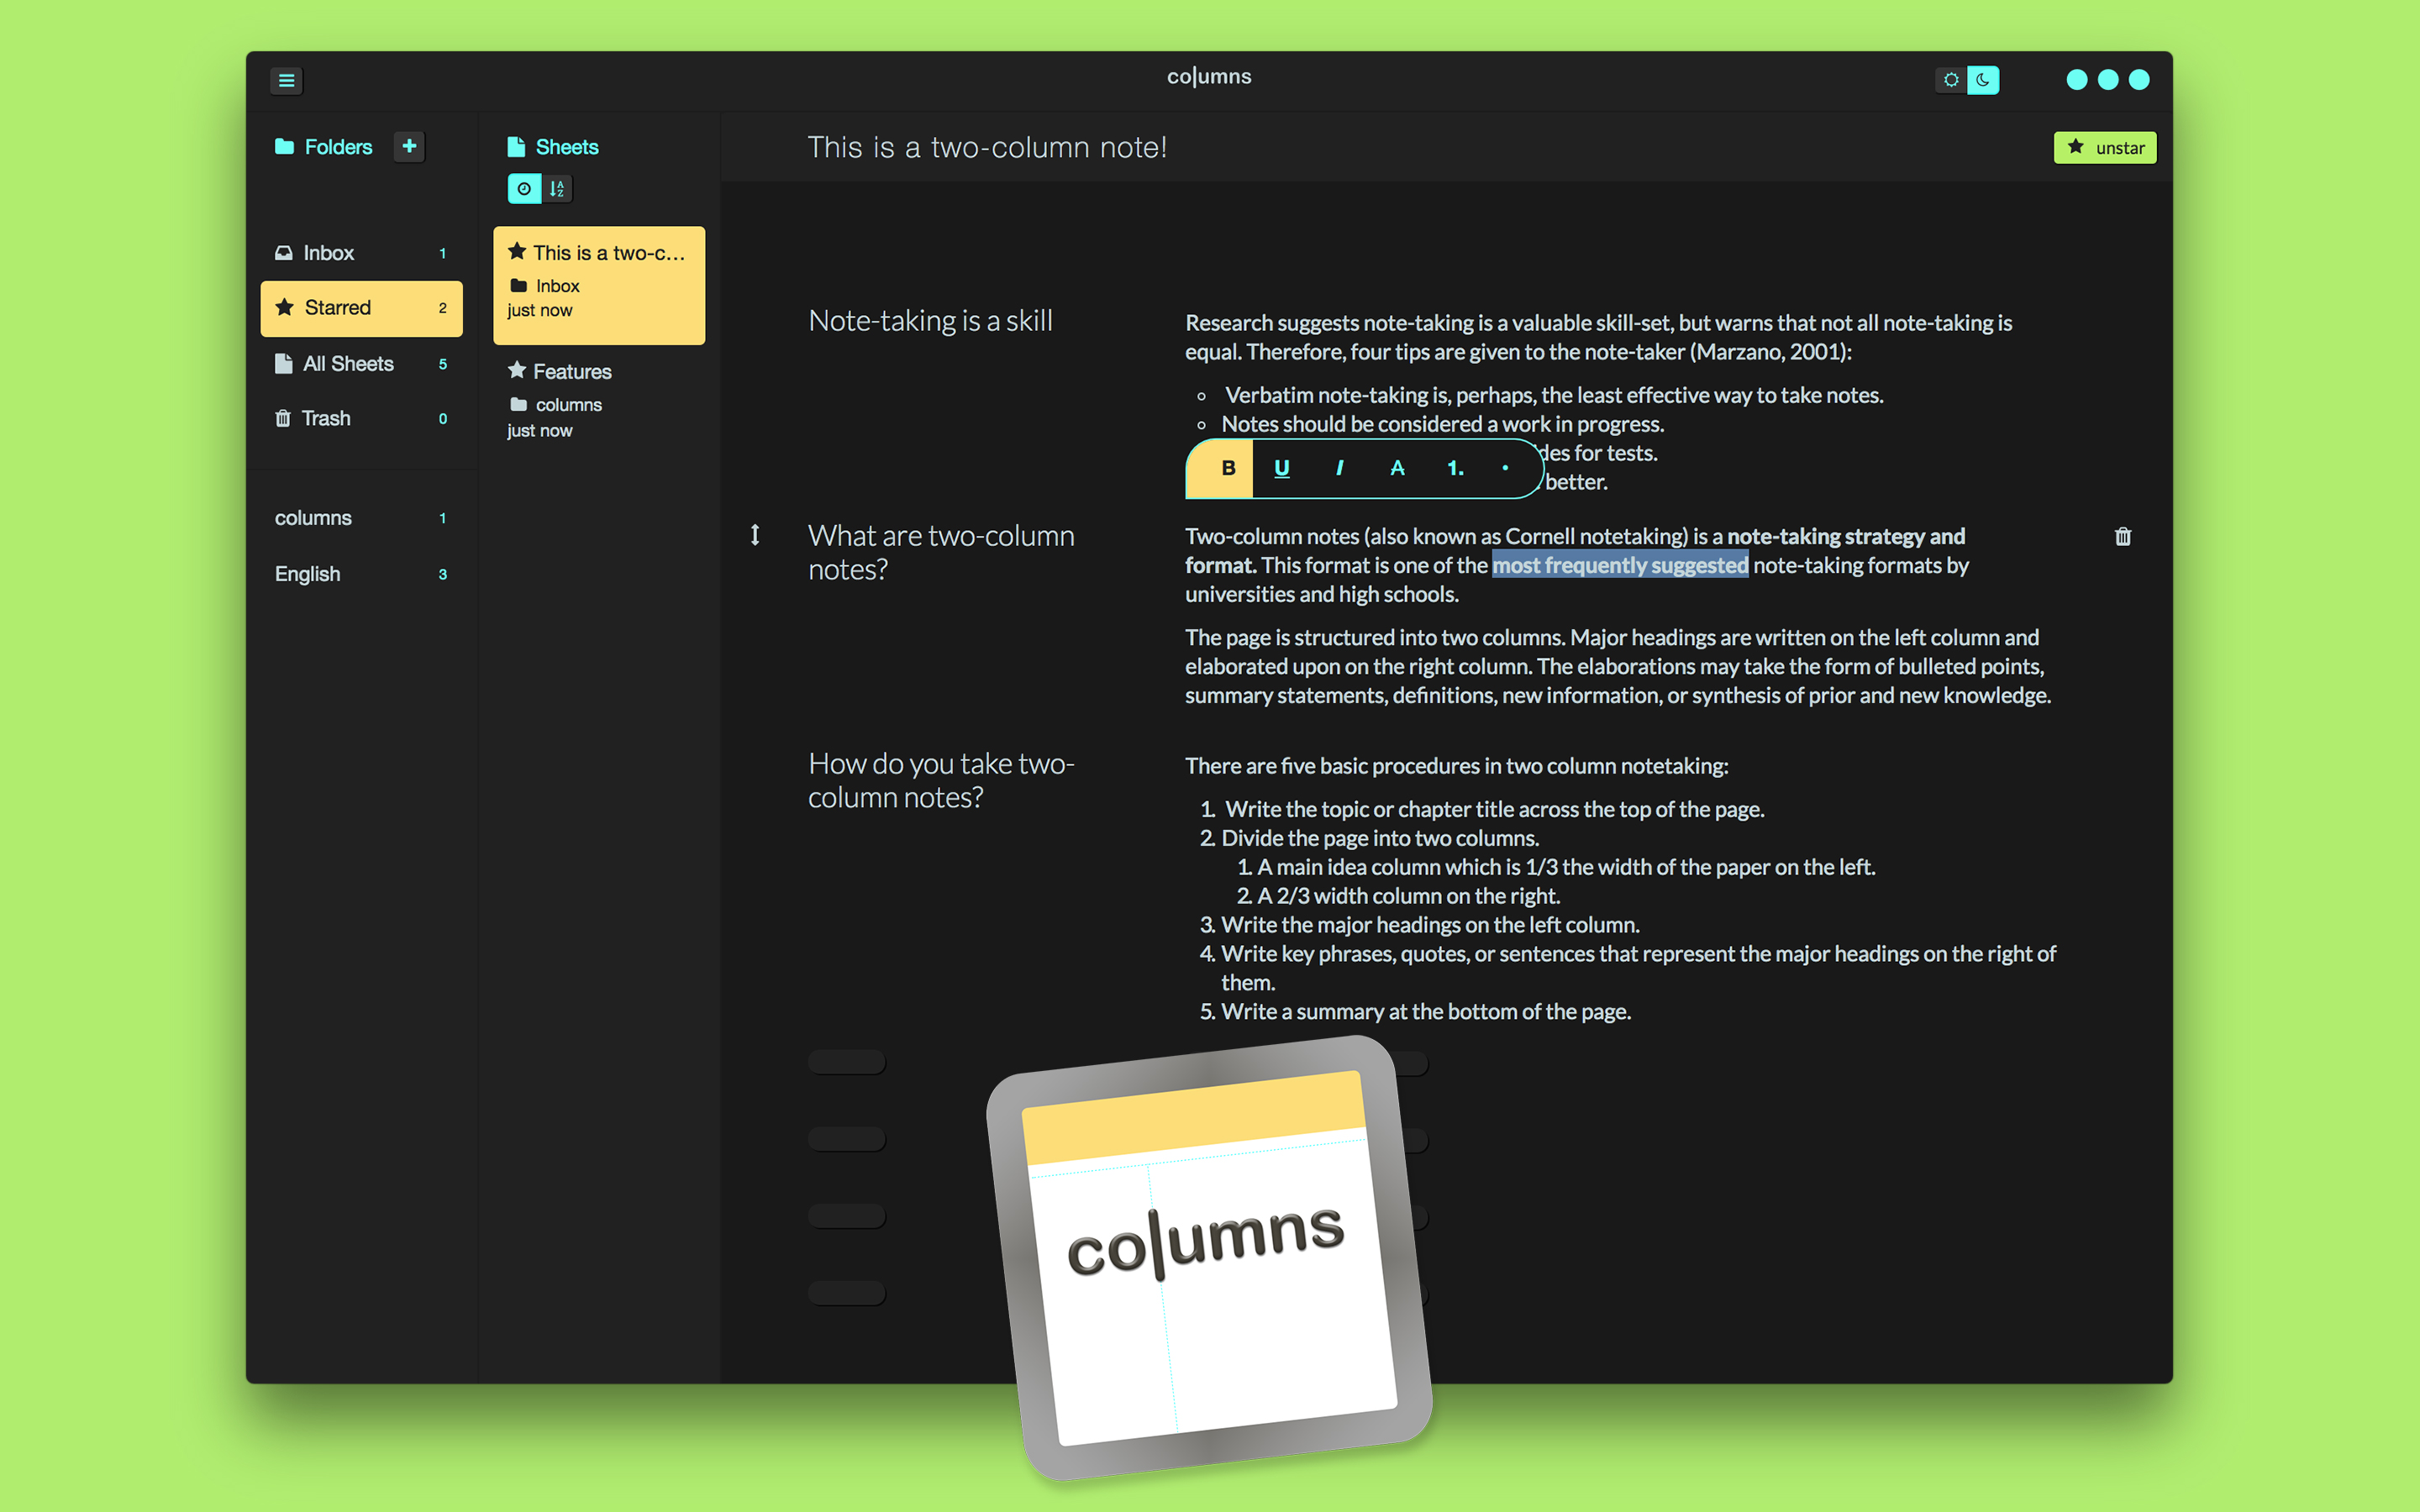 columns
Folders
Inbox 1
Starred 2
All Sheets 5
Trash 0
columns 1
English 3
Sheets
This is a two-c...
Inbox
just now
Features
columns
just now
This is a two-column note!
unstar
Note-taking is a skill
Research suggests note-taking is a valuable skill-set, but warns that not all note-taking is
equal. Therefore, four tips are given to the note-taker (Marzano, 2001):
Verbatim note-taking is, perhaps, the least effective way to take notes.
Notes should be considered a work in progress.
for tests.
better.
B U I A 1. •
What are two-column
notes?
Two-column notes (also known as Cornell notetaking) is a note-taking strategy and
format. This format is one of the most frequently suggested note-taking formats by
universities and high schools.
The page is structured into two columns. Major headings are written on the left column and
elaborated upon on the right column. The elaborations may take the form of bulleted points,
summary statements, definitions, new information, or synthesis of prior and new knowledge.
How do you take two-
column notes?
There are five basic procedures in two column notetaking:
1. Write the topic or chapter title across the top of the page.
2. Divide the page into two columns.
1. A main idea column which is 1/3 the width of the paper on the left.
2. A 2/3 width column on the right.
3. Write the major headings on the left column.
4. Write key phrases, quotes, or sentences that represent the major headings on the right of
them.
5. Write a summary at the bottom of the page.
columns